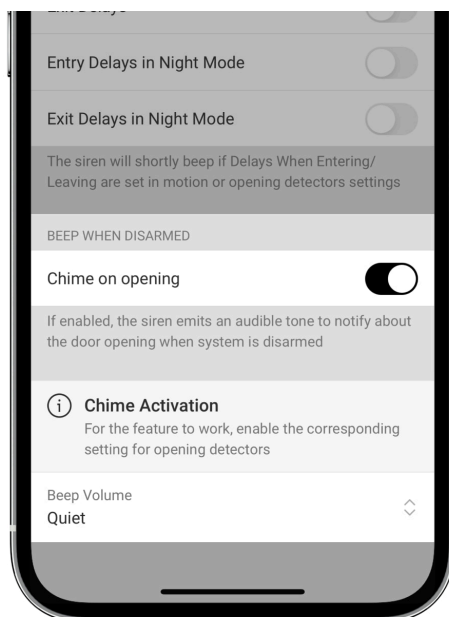 Entry Delays in Night Mode
Exit Delays in Night Mode
The siren will shortly beep if Delays When Entering/
Leaving are set in motion or opening detectors settings
BEEP WHEN DISARMED
Chime on opening
If enabled, the siren emits an audible tone to notify about
the door opening when system is disarmed
Chime Activation
For the feature to work, enable the corresponding
setting for opening detectors
Beep Volume
Quiet